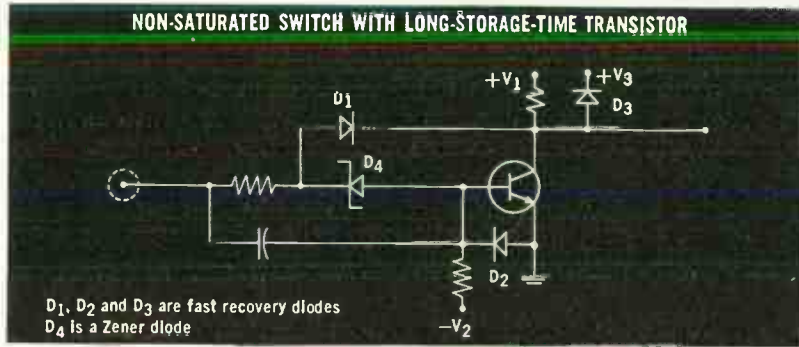 NON-SATURATED SWITCH WITH LONG-STORAGE-TIME TRANSISTOR
+V1
+V3
D1
D3
D4
D2
−V2
D1, D2 and D3 are fast recovery diodes
D4 is a Zener diode